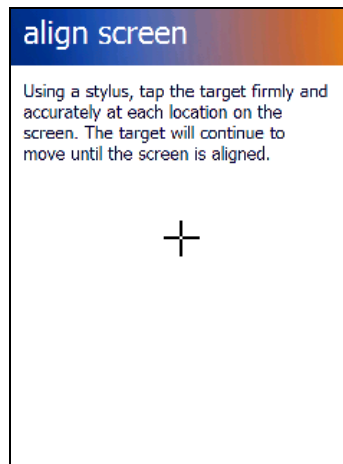 align screen
Using a stylus, tap the target firmly and
accurately at each location on the
screen. The target will continue to
move until the screen is aligned.